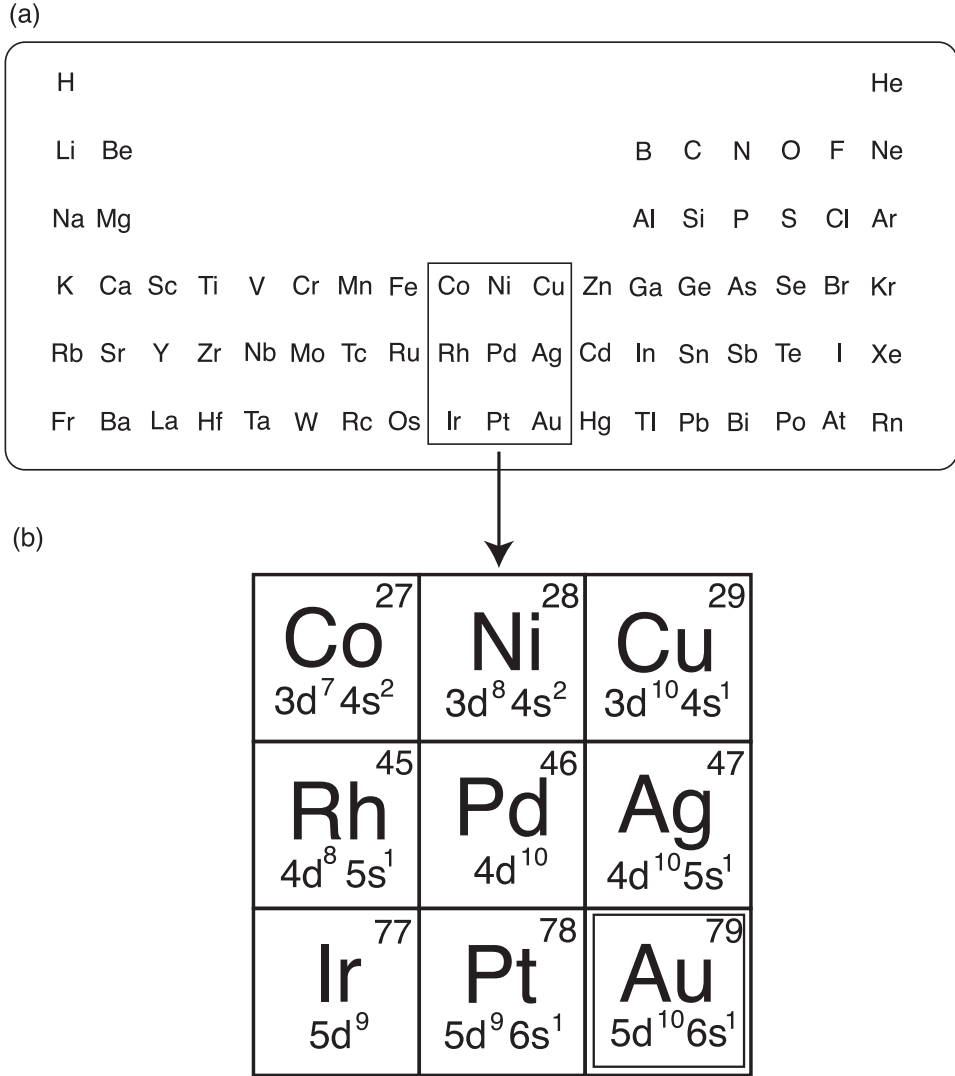 (a)
H He
Li Be B C N O F Ne
Na Mg Al Si P S Cl Ar
K Ca Sc Ti V Cr Mn Fe Co Ni Cu Zn Ga Ge As Se Br Kr
Rb Sr Y Zr Nb Mo Tc Ru Rh Pd Ag Cd In Sn Sb Te I Xe
Fr Ba La Hf Ta W Rc Os Ir Pt Au Hg Tl Pb Bi Po At Rn
(b)
27 28 29
Co Ni Cu
3d⁷ 4s² 3d⁸ 4s² 3d¹⁰ 4s¹
45 46 47
Rh Pd Ag
4d⁸ 5s¹ 4d¹⁰ 4d¹⁰ 5s¹
77 78 79
Ir Pt Au
5d⁹ 5d⁹ 6s¹ 5d¹⁰ 6s¹